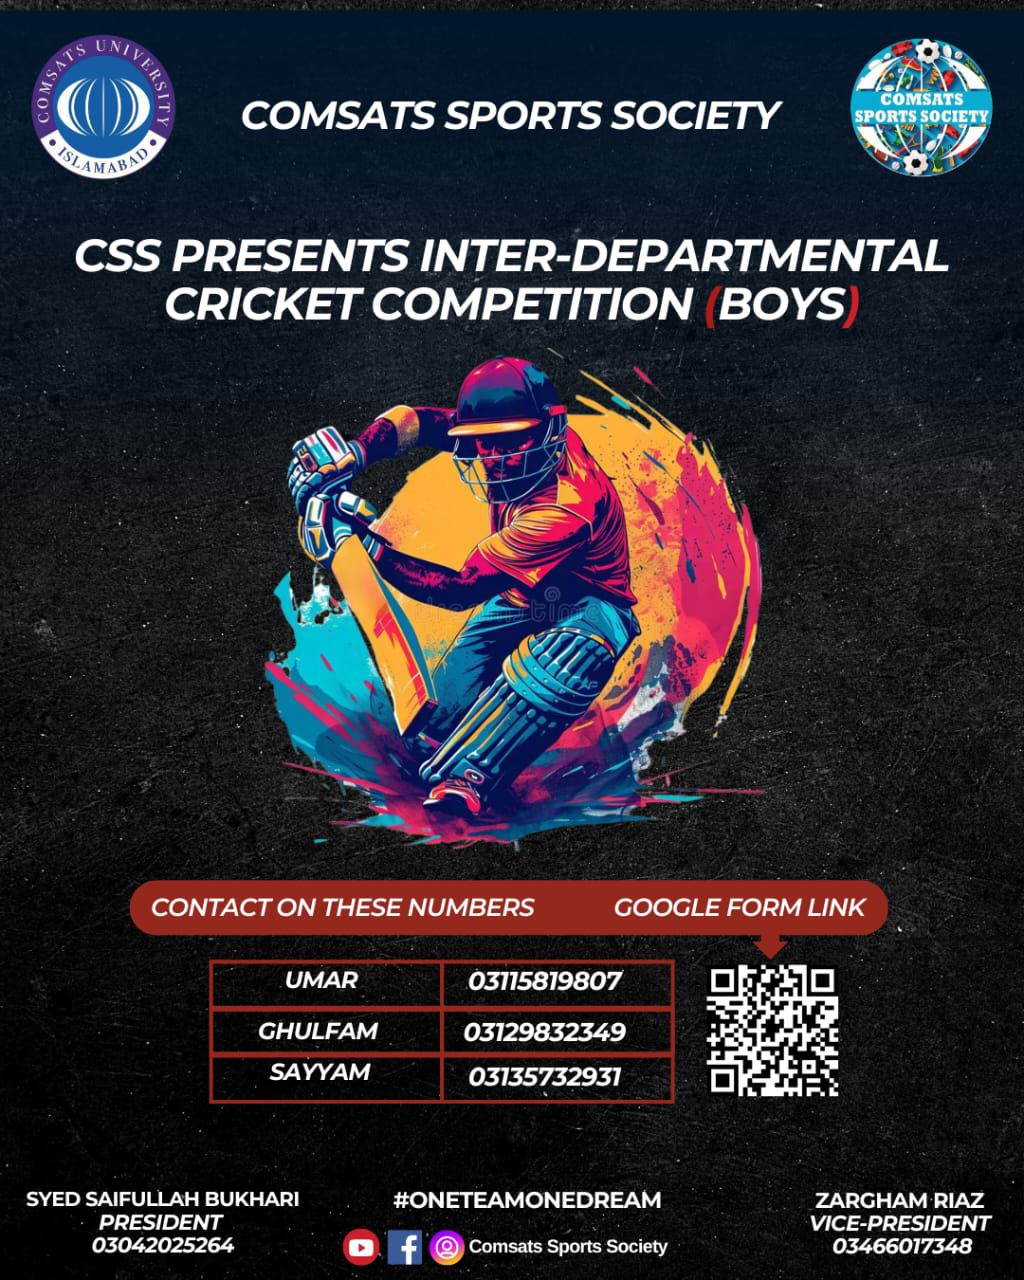 COMSATS UNIVERSITY
ISLAMABAD
COMSATS SPORTS SOCIETY
COMSATS
SPORTS SOCIETY
CSS PRESENTS INTER-DEPARTMENTAL
CRICKET COMPETITION (BOYS)
dreamstime
CONTACT ON THESE NUMBERS
GOOGLE FORM LINK
UMAR 03115819807
GHULFAM 03129832349
SAYYAM 03135732931
SYED SAIFULLAH BUKHARI
PRESIDENT
03042025264
#ONETEAMONEDREAM
Comsats Sports Society
ZARGHAM RIAZ
VICE-PRESIDENT
03466017348